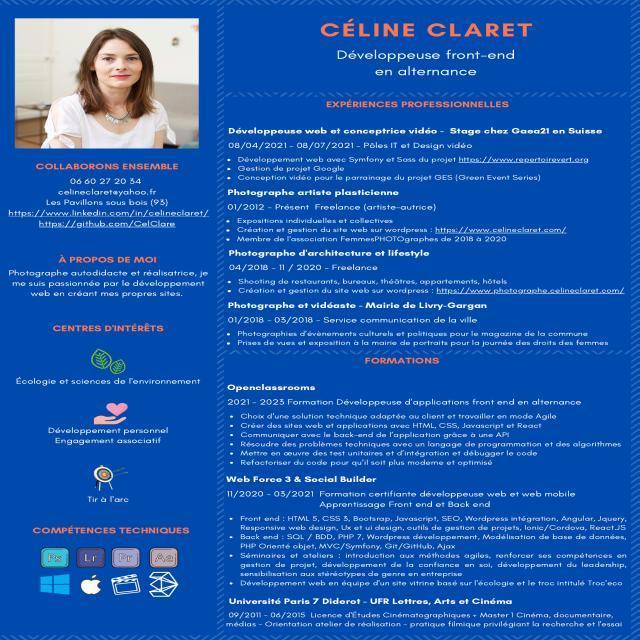 CÉLINE CLARET
Développeuse front-end
en alternance
COLLABORONS ENSEMBLE
06 60 27 20 34
celineclaret@yahoo.fr
Les Pavillons sous bois (93)
https://www.linkedin.com/in/celineclaret/
https://github.com/CelClare
À PROPOS DE MOI
Photographe autodidacte et réalisatrice, je
me suis passionnée par le développement
web en créant mes propres sites.
CENTRES D'INTÉRÊTS
Écologie et sciences de l'environnement
Développement personnel
Engagement associatif
Tir à l'arc
COMPÉTENCES TECHNIQUES
Ps Lr Pr Ae
EXPÉRIENCES PROFESSIONNELLES
Développeuse web et conceptrice vidéo - Stage chez Gaea21 en Suisse
08/04/2021 - 08/07/2021 - Pôles IT et Design vidéo
• Développement web avec Symfony et Sass du projet https://www.repertoirevert.org
• Gestion de projet Google
• Conception vidéo pour le parrainage du projet GES (Green Event Series)
Photographe artiste plasticienne
01/2012 - Présent Freelance (artiste-autrice)
• Expositions individuelles et collectives
• Création et gestion du site web sur wordpress : https://www.celineclaret.com/
• Membre de l'association FemmesPHOTOgraphes de 2018 à 2020
Photographe d'architecture et lifestyle
04/2018 - 11 / 2020 - Freelance
• Shooting de restaurants, bureaux, théâtres, appartements, hôtels
• Création et gestion du site web sur wordpress : https://www.photographe.celineclaret.com/
Photographe et vidéaste - Mairie de Livry-Gargan
01/2018 - 03/2018 - Service communication de la ville
• Photographies d'évènements culturels et politiques pour le magazine de la commune
• Prises de vues et exposition à la mairie de portraits pour la journée des droits des femmes
FORMATIONS
Openclassrooms
2021 - 2023 Formation Développeuse d'applications front end en alternance
• Choix d'une solution technique adaptée au client et travailler en mode Agile
• Créer des sites web et applications avec HTML, CSS, Javascript et React
• Communiquer avec le back-end de l'application grâce à une API
• Résoudre des problèmes techniques avec un langage de programmation et des algorithmes
• Mettre en œuvre des test unitaires et d'intégration et débugger le code
• Refactoriser du code pour qu'il soit plus moderne et optimisé
Web Force 3 & Social Builder
11/2020 - 03/2021 Formation certifiante développeuse web et web mobile
Apprentissage Front end et Back end
• Front end : HTML 5, CSS 3, Bootsrap, Javascript, SEO, Wordpress intégration, Angular, Jquery,
Responsive web design, Ux et ui design, outils de gestion de projets, Ionic/Cordova, ReactJS
• Back end : SQL / BDD, PHP 7, Wordpress développement, Modélisation de base de données,
PHP Orienté objet, MVC/Symfony, Git/GitHub, Ajax
• Séminaires et ateliers : introduction aux méthodes agiles, renforcer ses compétences en
gestion de projet, développement de la confiance en soi, développement du leadership,
sensibilisation aux stéréotypes de genre en entreprise
• Développement web en équipe d'un site vitrine basé sur l'écologie et le troc intitulé Troc'eco
Université Paris 7 Diderot - UFR Lettres, Arts et Cinéma
09/2011 - 06/2015 Licence d'Études Cinématographiques + Master 1 Cinéma, documentaire,
médias - Orientation atelier de réalisation - pratique filmique privilégiant la recherche et l'essai